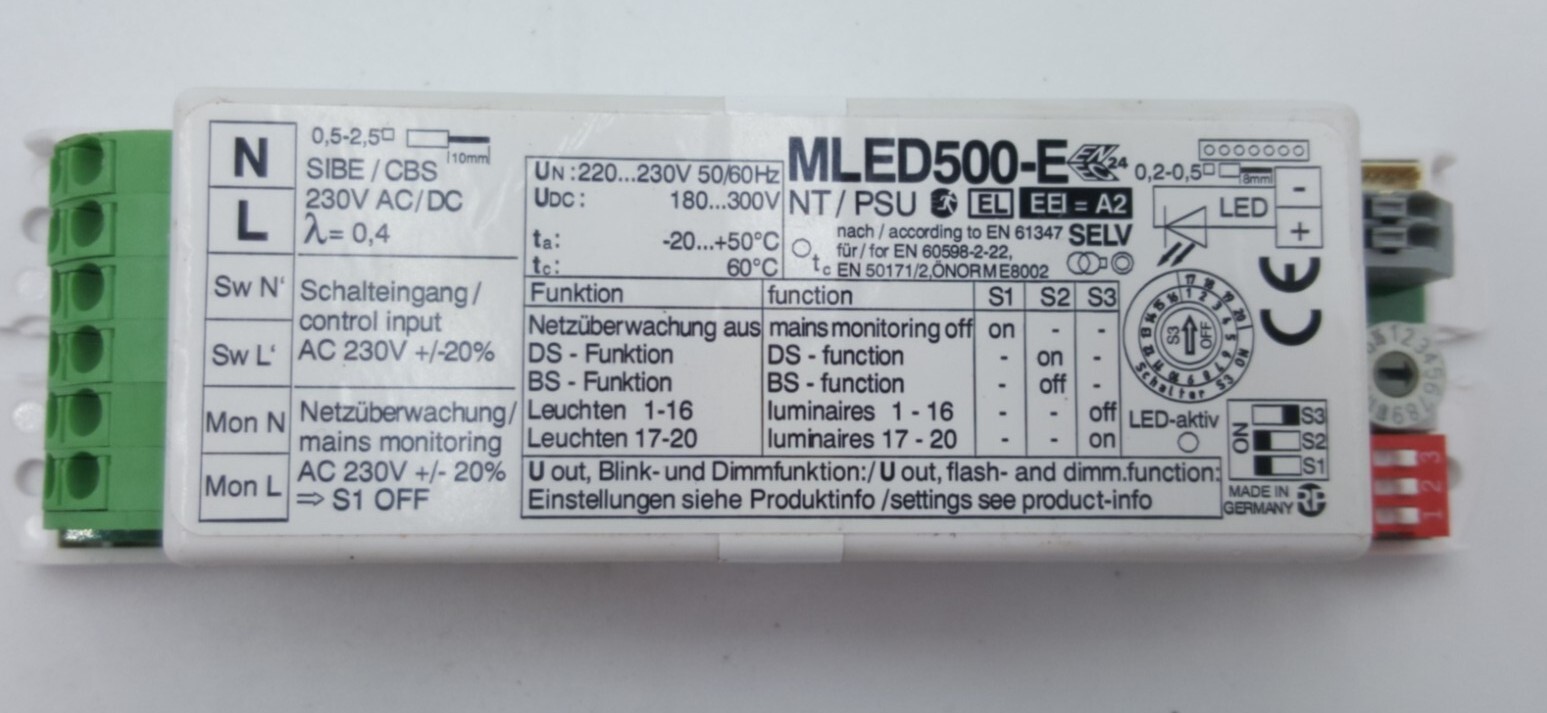 N
L
0,5-2,5□
10mm
SIBE / CBS
230V AC/DC
λ= 0,4
Sw N'
Sw L'
Schalteingang /
control input
AC 230V +/-20%
Mon N
Mon L
Netzüberwachung/
mains monitoring
AC 230V +/- 20%
⇒ S1 OFF
UN : 220...230V 50/60Hz
UDC : 180...300V
ta: -20...+50°C
tc: 60°C
MLED500-E
ENEC 24
NT / PSU EL EEI = A2
nach / according to EN 61347 SELV
für / for EN 60598-2-22,
tc EN 50171/2,ÖNORM E8002
0,2-0,5□
8mm
LED
-
+
Funktion function S1 S2 S3
Netzüberwachung aus mains monitoring off on - -
DS - Funktion DS - function - on -
BS - Funktion BS - function - off -
Leuchten 1-16 luminaires 1 - 16 - - off
Leuchten 17-20 luminaires 17 - 20 - - on
U out, Blink- und Dimmfunktion:/ U out, flash- and dimm.function:
Einstellungen siehe Produktinfo /settings see product-info
S3
OFF
Schalter S3
ON
CE
LED-aktiv
ON
S3
S2
S1
MADE IN
GERMANY
3
2
1